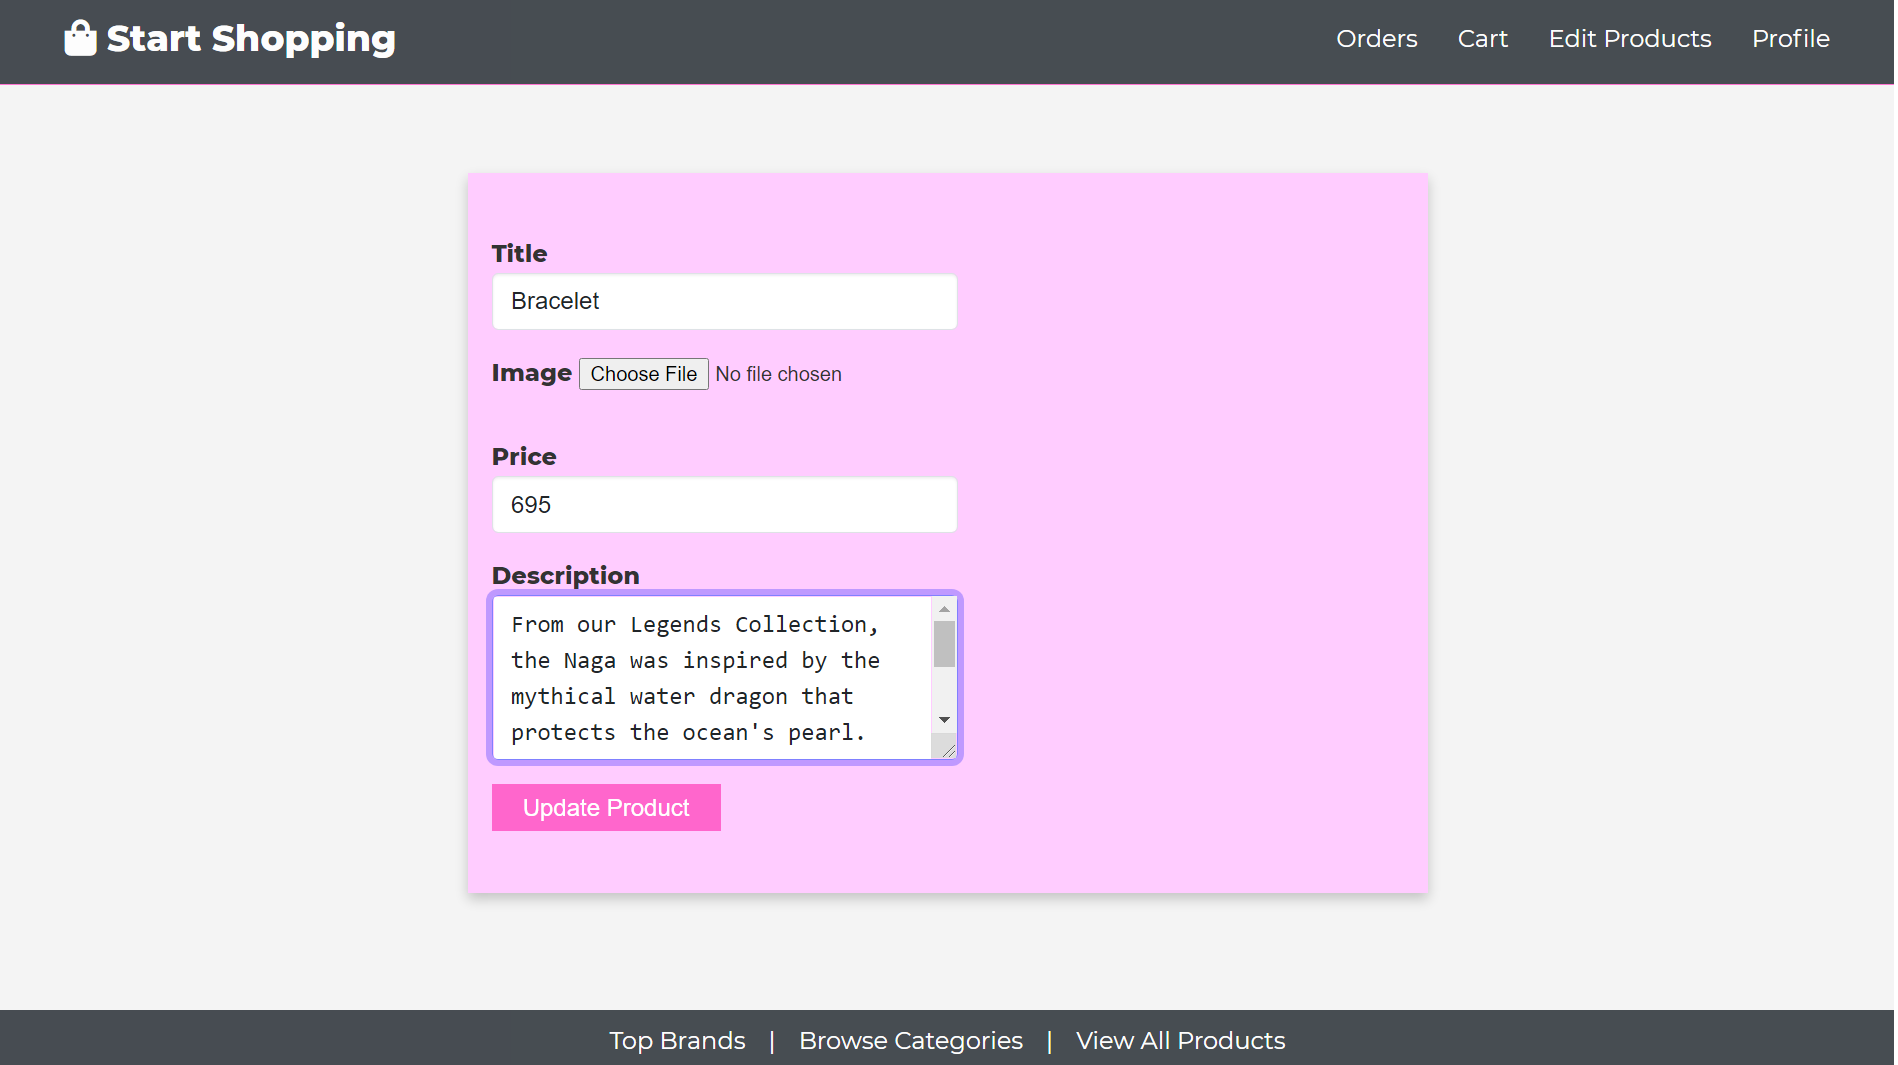 Start Shopping
Orders Cart Edit Products Profile
Title
Bracelet
Image Choose File No file chosen
Price
695
Description
From our Legends Collection,
the Naga was inspired by the
mythical water dragon that
protects the ocean's pearl.
Update Product
Top Brands | Browse Categories | View All Products